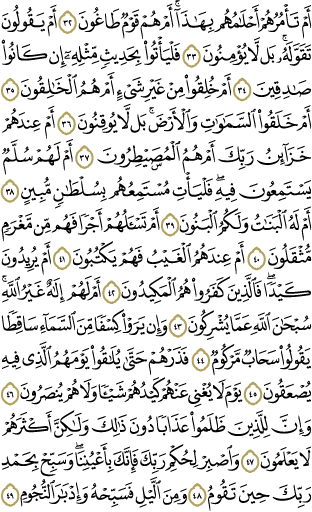 أَمْ تَأْمُرُهُمْ أَحْلَـٰمُهُم بِهَـٰذَآ ۚ أَمْ هُمْ قَوْمٌ طَاغُونَ ٣٢ أَمْ يَقُولُونَ
تَقَوَّلَهُۥ ۚ بَل لَّا يُؤْمِنُونَ ٣٣ فَلْيَأْتُوا۟ بِحَدِيثٍ مِّثْلِهِۦٓ إِن كَانُوا۟
صَـٰدِقِينَ ٣٤ أَمْ خُلِقُوا۟ مِنْ غَيْرِ شَىْءٍ أَمْ هُمُ ٱلْخَـٰلِقُونَ ٣٥
أَمْ خَلَقُوا۟ ٱلسَّمَـٰوَٰتِ وَٱلْأَرْضَ ۚ بَل لَّا يُوقِنُونَ ٣٦ أَمْ عِندَهُمْ
خَزَآئِنُ رَبِّكَ أَمْ هُمُ ٱلْمُصَۣيْطِرُونَ ٣٧ أَمْ لَهُمْ سُلَّمٌ
يَسْتَمِعُونَ فِيهِ ۖ فَلْيَأْتِ مُسْتَمِعُهُم بِسُلْطَـٰنٍ مُّبِينٍ ٣٨
أَمْ لَهُ ٱلْبَنَـٰتُ وَلَكُمُ ٱلْبَنُونَ ٣٩ أَمْ تَسْـَٔلُهُمْ أَجْرًا فَهُم مِّن مَّغْرَمٍ
مُّثْقَلُونَ ٤٠ أَمْ عِندَهُمُ ٱلْغَيْبُ فَهُمْ يَكْتُبُونَ ٤١ أَمْ يُرِيدُونَ
كَيْدًا ۖ فَٱلَّذِينَ كَفَرُوا۟ هُمُ ٱلْمَكِيدُونَ ٤٢ أَمْ لَهُمْ إِلَـٰهٌ غَيْرُ ٱللَّهِ ۚ
سُبْحَـٰنَ ٱللَّهِ عَمَّا يُشْرِكُونَ ٤٣ وَإِن يَرَوْا۟ كِسْفًا مِّنَ ٱلسَّمَآءِ سَاقِطًا
يَقُولُوا۟ سَحَابٌ مَّرْكُومٌ ٤٤ فَذَرْهُمْ حَتَّىٰ يُلَـٰقُوا۟ يَوْمَهُمُ ٱلَّذِى فِيهِ
يُصْعَقُونَ ٤٥ يَوْمَ لَا يُغْنِى عَنْهُمْ كَيْدُهُمْ شَيْـًٔا وَلَا هُمْ يُنصَرُونَ ٤٦
وَإِنَّ لِلَّذِينَ ظَلَمُوا۟ عَذَابًا دُونَ ذَٰلِكَ وَلَـٰكِنَّ أَكْثَرَهُمْ
لَا يَعْلَمُونَ ٤٧ وَٱصْبِرْ لِحُكْمِ رَبِّكَ فَإِنَّكَ بِأَعْيُنِنَا ۖ وَسَبِّحْ بِحَمْدِ
رَبِّكَ حِينَ تَقُومُ ٤٨ وَمِنَ ٱلَّيْلِ فَسَبِّحْهُ وَإِدْبَـٰرَ ٱلنُّجُومِ ٤٩